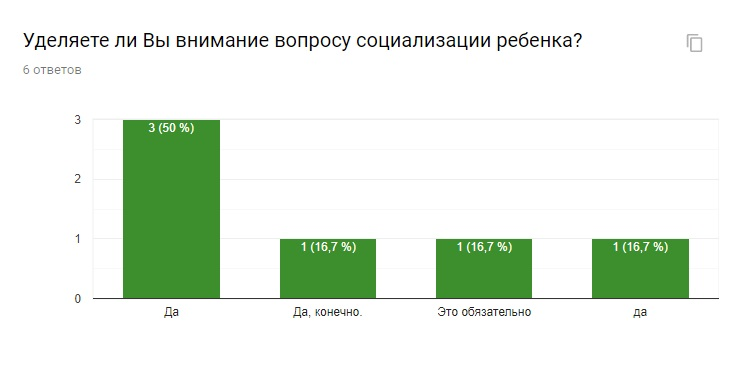 Уделяете ли Вы внимание вопросу социализации ребенка?
6 ответов
3
2
1
0
3 (50 %)
1 (16,7 %)
1 (16,7 %)
1 (16,7 %)
Да
Да, конечно.
Это обязательно
да